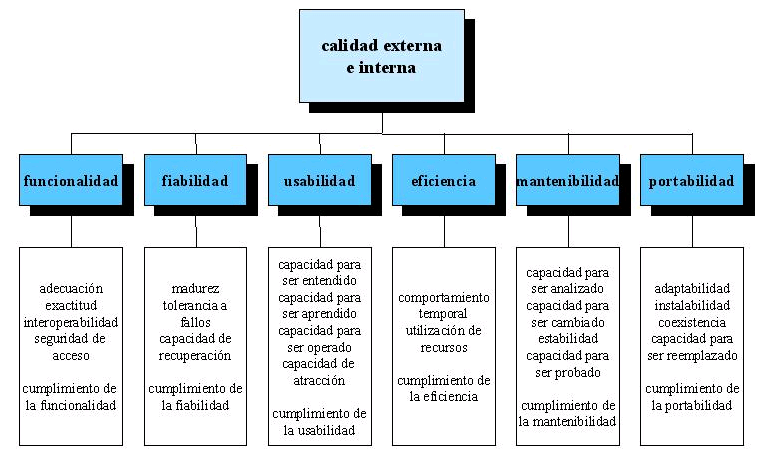 calidad externa
e interna
funcionalidad
fiabilidad
usabilidad
eficiencia
mantenibilidad
portabilidad
adecuación
exactitud
interoperabilidad
seguridad de
acceso
cumplimiento de
la funcionalidad
madurez
tolerancia a
fallos
capacidad de
recuperación
cumplimiento de
la fiabilidad
capacidad para
ser entendido
capacidad para
ser aprendido
capacidad para
ser operado
capacidad de
atracción
cumplimiento de
la usabilidad
comportamiento
temporal
utilización de
recursos
cumplimiento de
la eficiencia
capacidad para
ser analizado
capacidad para
ser cambiado
estabilidad
capacidad para
ser probado
cumplimiento de
la mantenibilidad
adaptabilidad
instalabilidad
coexistencia
capacidad para
ser reemplazado
cumplimiento de
la portabilidad